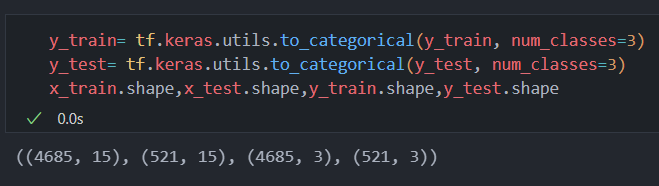 y_train= tf.keras.utils.to_categorical(y_train, num_classes=3)
y_test= tf.keras.utils.to_categorical(y_test, num_classes=3)
x_train.shape,x_test.shape,y_train.shape,y_test.shape
0.0s
((4685, 15), (521, 15), (4685, 3), (521, 3))